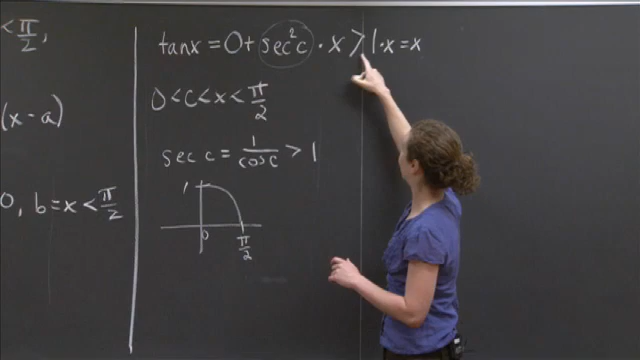 < π/2,
(x - a)
0, b = x < π/2
tan x = 0 + sec²c · x > 1 · x = x
0 < c < x < π/2
sec c = 1/cos c > 1
1
0
π/2